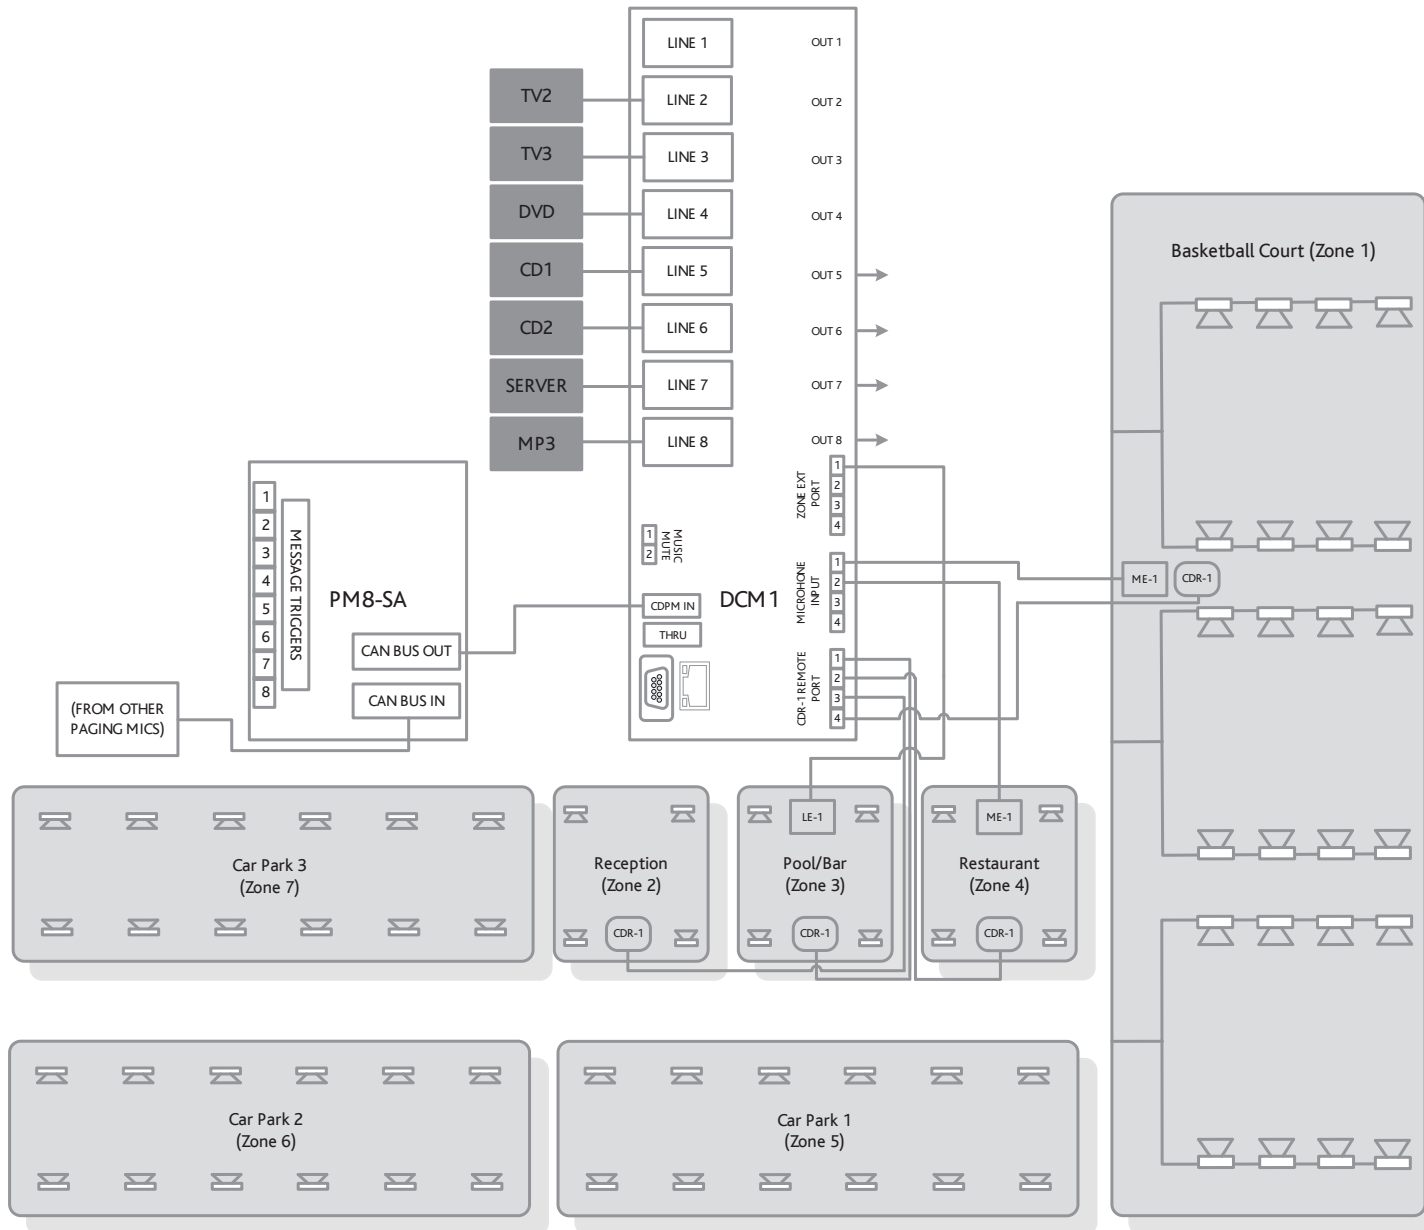 LINE 1
OUT 1
TV2
LINE 2
OUT 2
TV3
LINE 3
OUT 3
DVD
LINE 4
OUT 4
CD1
LINE 5
OUT 5
CD2
LINE 6
OUT 6
SERVER
LINE 7
OUT 7
MP3
LINE 8
OUT 8
ZONE EXT
PORT
1
2
3
4
MUSIC
MUTE
1
2
MICROHONE
INPUT
1
2
3
4
CDPM IN
THRU
DCM1
CDR-1 REMOTE
PORT
1
2
3
4
1
2
3
4
5
6
7
8
MESSAGE TRIGGERS
PM8-SA
CAN BUS OUT
CAN BUS IN
(FROM OTHER
PAGING MICS)
Basketball Court (Zone 1)
ME-1
CDR-1
Car Park 3
(Zone 7)
Reception
(Zone 2)
CDR-1
LE-1
Pool/Bar
(Zone 3)
CDR-1
ME-1
Restaurant
(Zone 4)
CDR-1
Car Park 2
(Zone 6)
Car Park 1
(Zone 5)